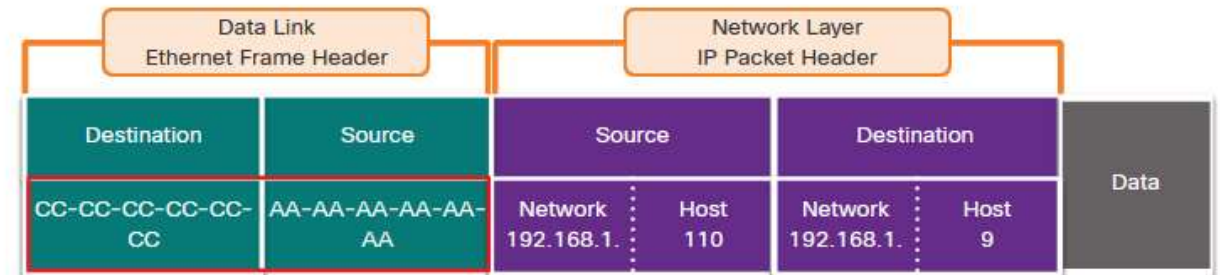 Data Link
Ethernet Frame Header
Network Layer
IP Packet Header
Destination
Source
Source
Destination
Data
CC-CC-CC-CC-CC-
CC
AA-AA-AA-AA-AA-
AA
Network
192.168.1.
Host
110
Network
192.168.1.
Host
9